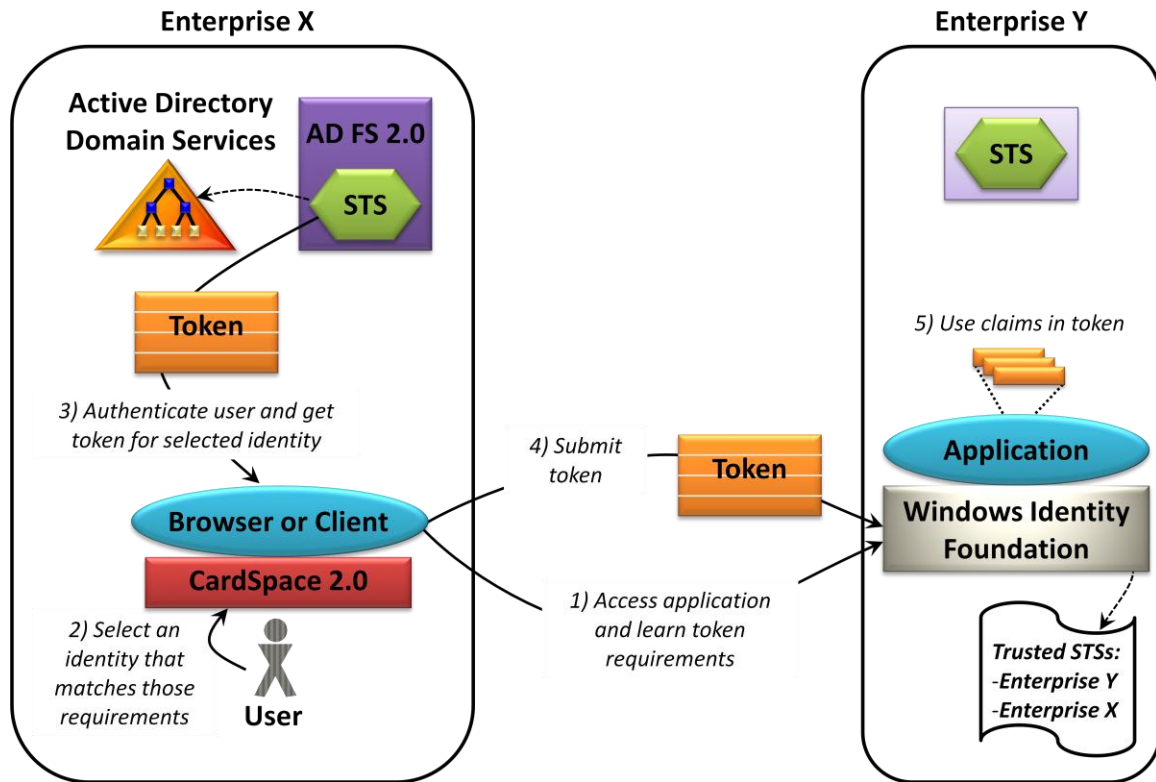 Enterprise X
Active Directory
Domain Services
AD FS 2.0
STS
Token
3) Authenticate user and get
token for selected identity
Browser or Client
CardSpace 2.0
2) Select an
identity that
matches those
requirements
User
4) Submit
token
Token
1) Access application
and learn token
requirements
Enterprise Y
STS
5) Use claims in token
Application
Windows Identity
Foundation
Trusted STSs:
-Enterprise Y
-Enterprise X